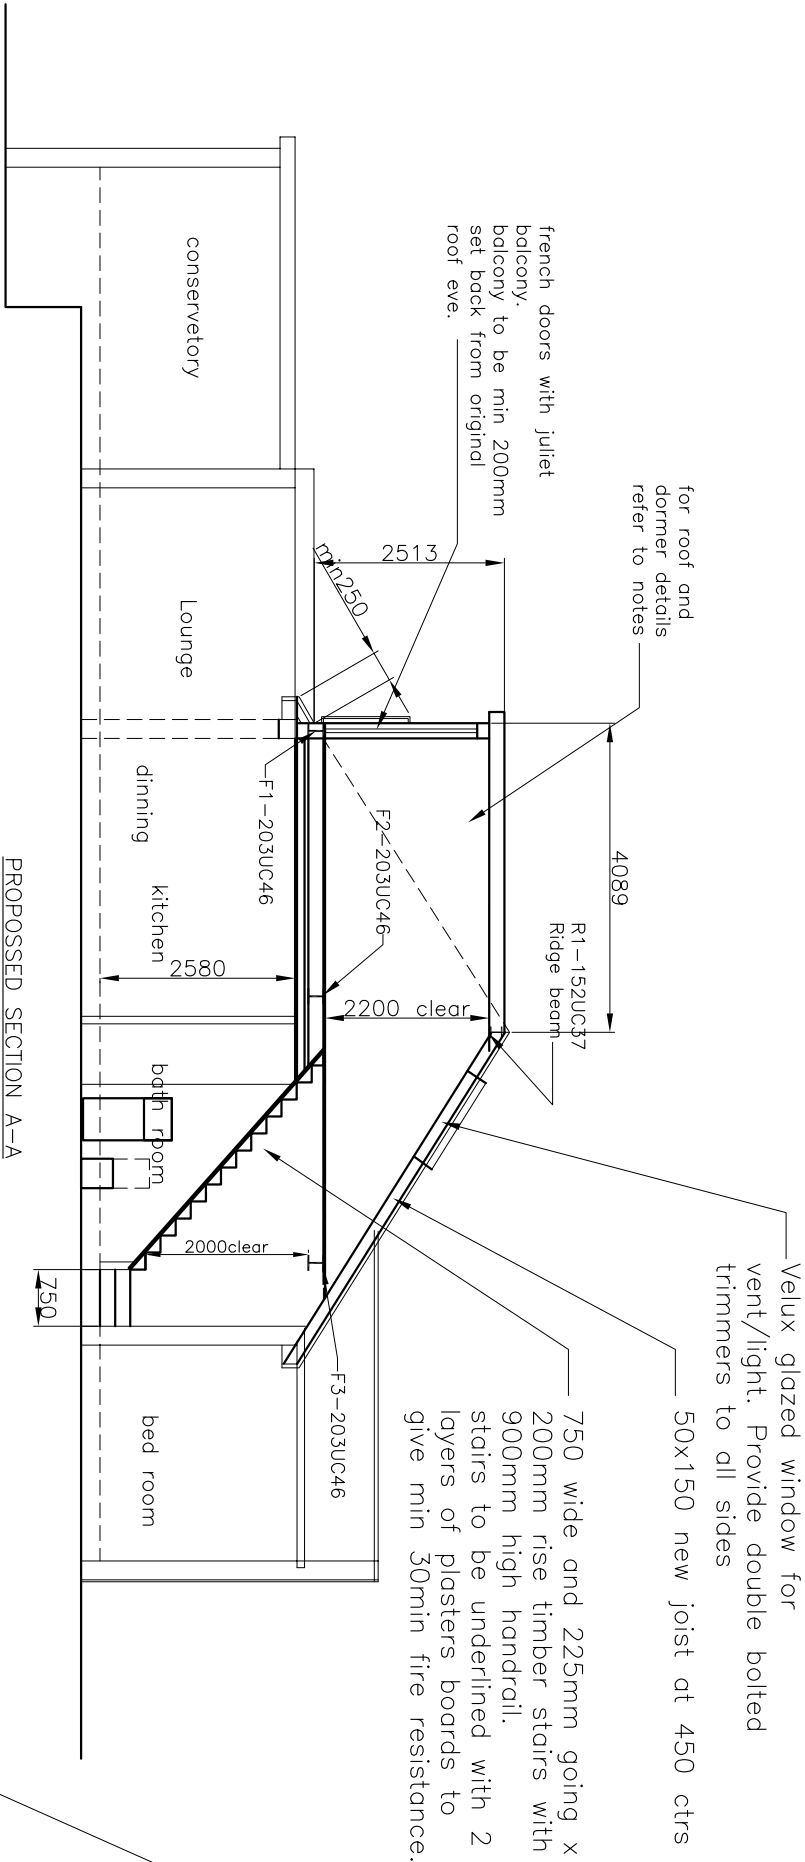 Velux glazed window for
vent/light. Provide double bolted
trimmers to all sides
50x150 new joist at 450 ctrs
750 wide and 225mm going x
200mm rise timber stairs with
900mm high handrail.
stairs to be underlined with 2
layers of plasters boards to
give min 30min fire resistance.
for roof and
dormer details
refer to notes
french doors with juliet
balcony.
balcony to be min 200mm
set back from original
roof eve.
R1-152UC37
Ridge beam
4089
2513
min250
2200 clear
F2-203UC46
F1-203UC46
F3-203UC46
2580
2000clear
750
conservetory
Lounge
dinning
kitchen
bath room
bed room
PROPOSSED SECTION A-A